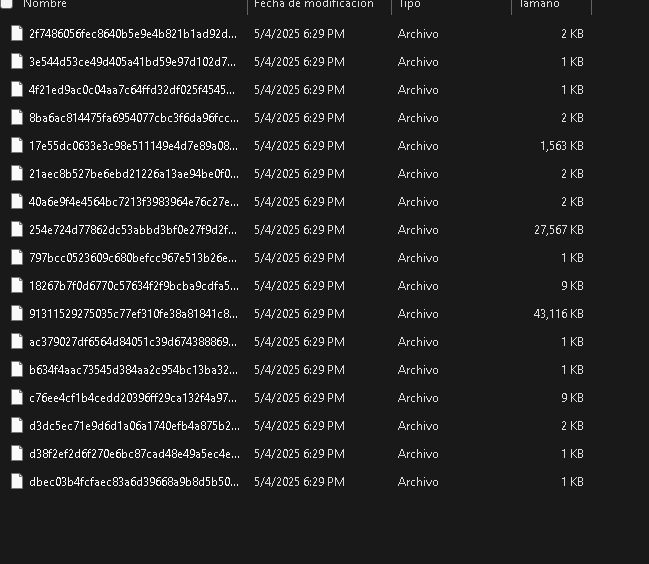 Nombre Fecha de modificación Tipo Tamaño
2f7486056fec8640b5e9e4b821b1ad92d... 5/4/2025 6:29 PM Archivo 2 KB
3e544d53ce49d405a41bd59e97d102d7... 5/4/2025 6:29 PM Archivo 1 KB
4f21ed9ac0c04aa7c64ffd32df025f4545... 5/4/2025 6:29 PM Archivo 1 KB
8ba6ac814475fa6954077cbc3f6da96fcc... 5/4/2025 6:29 PM Archivo 2 KB
17e55dc0633e3c98e511149e4d7e89a08... 5/4/2025 6:29 PM Archivo 1,563 KB
21aec8b527be6ebd21226a13ae94be0f0... 5/4/2025 6:29 PM Archivo 2 KB
40a6e9f4e4564bc7213f3983964e76c27e... 5/4/2025 6:29 PM Archivo 2 KB
254e724d77862dc53abbd3bf0e27f9d2f... 5/4/2025 6:29 PM Archivo 27,567 KB
797bcc0523609c680befcc967e513b26e... 5/4/2025 6:29 PM Archivo 1 KB
18267b7f0d6770c57634f2f9bcba9cdfa5... 5/4/2025 6:29 PM Archivo 9 KB
91311529275035c77ef310fe38a81841c8... 5/4/2025 6:29 PM Archivo 43,116 KB
ac379027df6564d84051c39d674388869... 5/4/2025 6:29 PM Archivo 1 KB
b634f4aac73545d384aa2c954bc13ba32... 5/4/2025 6:29 PM Archivo 1 KB
c76ee4cf1b4cedd20396ff29ca132f4a97... 5/4/2025 6:29 PM Archivo 9 KB
d3dc5ec71e9d6d1a06a1740efb4a875b2... 5/4/2025 6:29 PM Archivo 2 KB
d38f2ef2d6f270e6bc87cad48e49a5ec4e... 5/4/2025 6:29 PM Archivo 1 KB
dbec03b4fcfaec83a6d39668a9b8d5b50... 5/4/2025 6:29 PM Archivo 1 KB